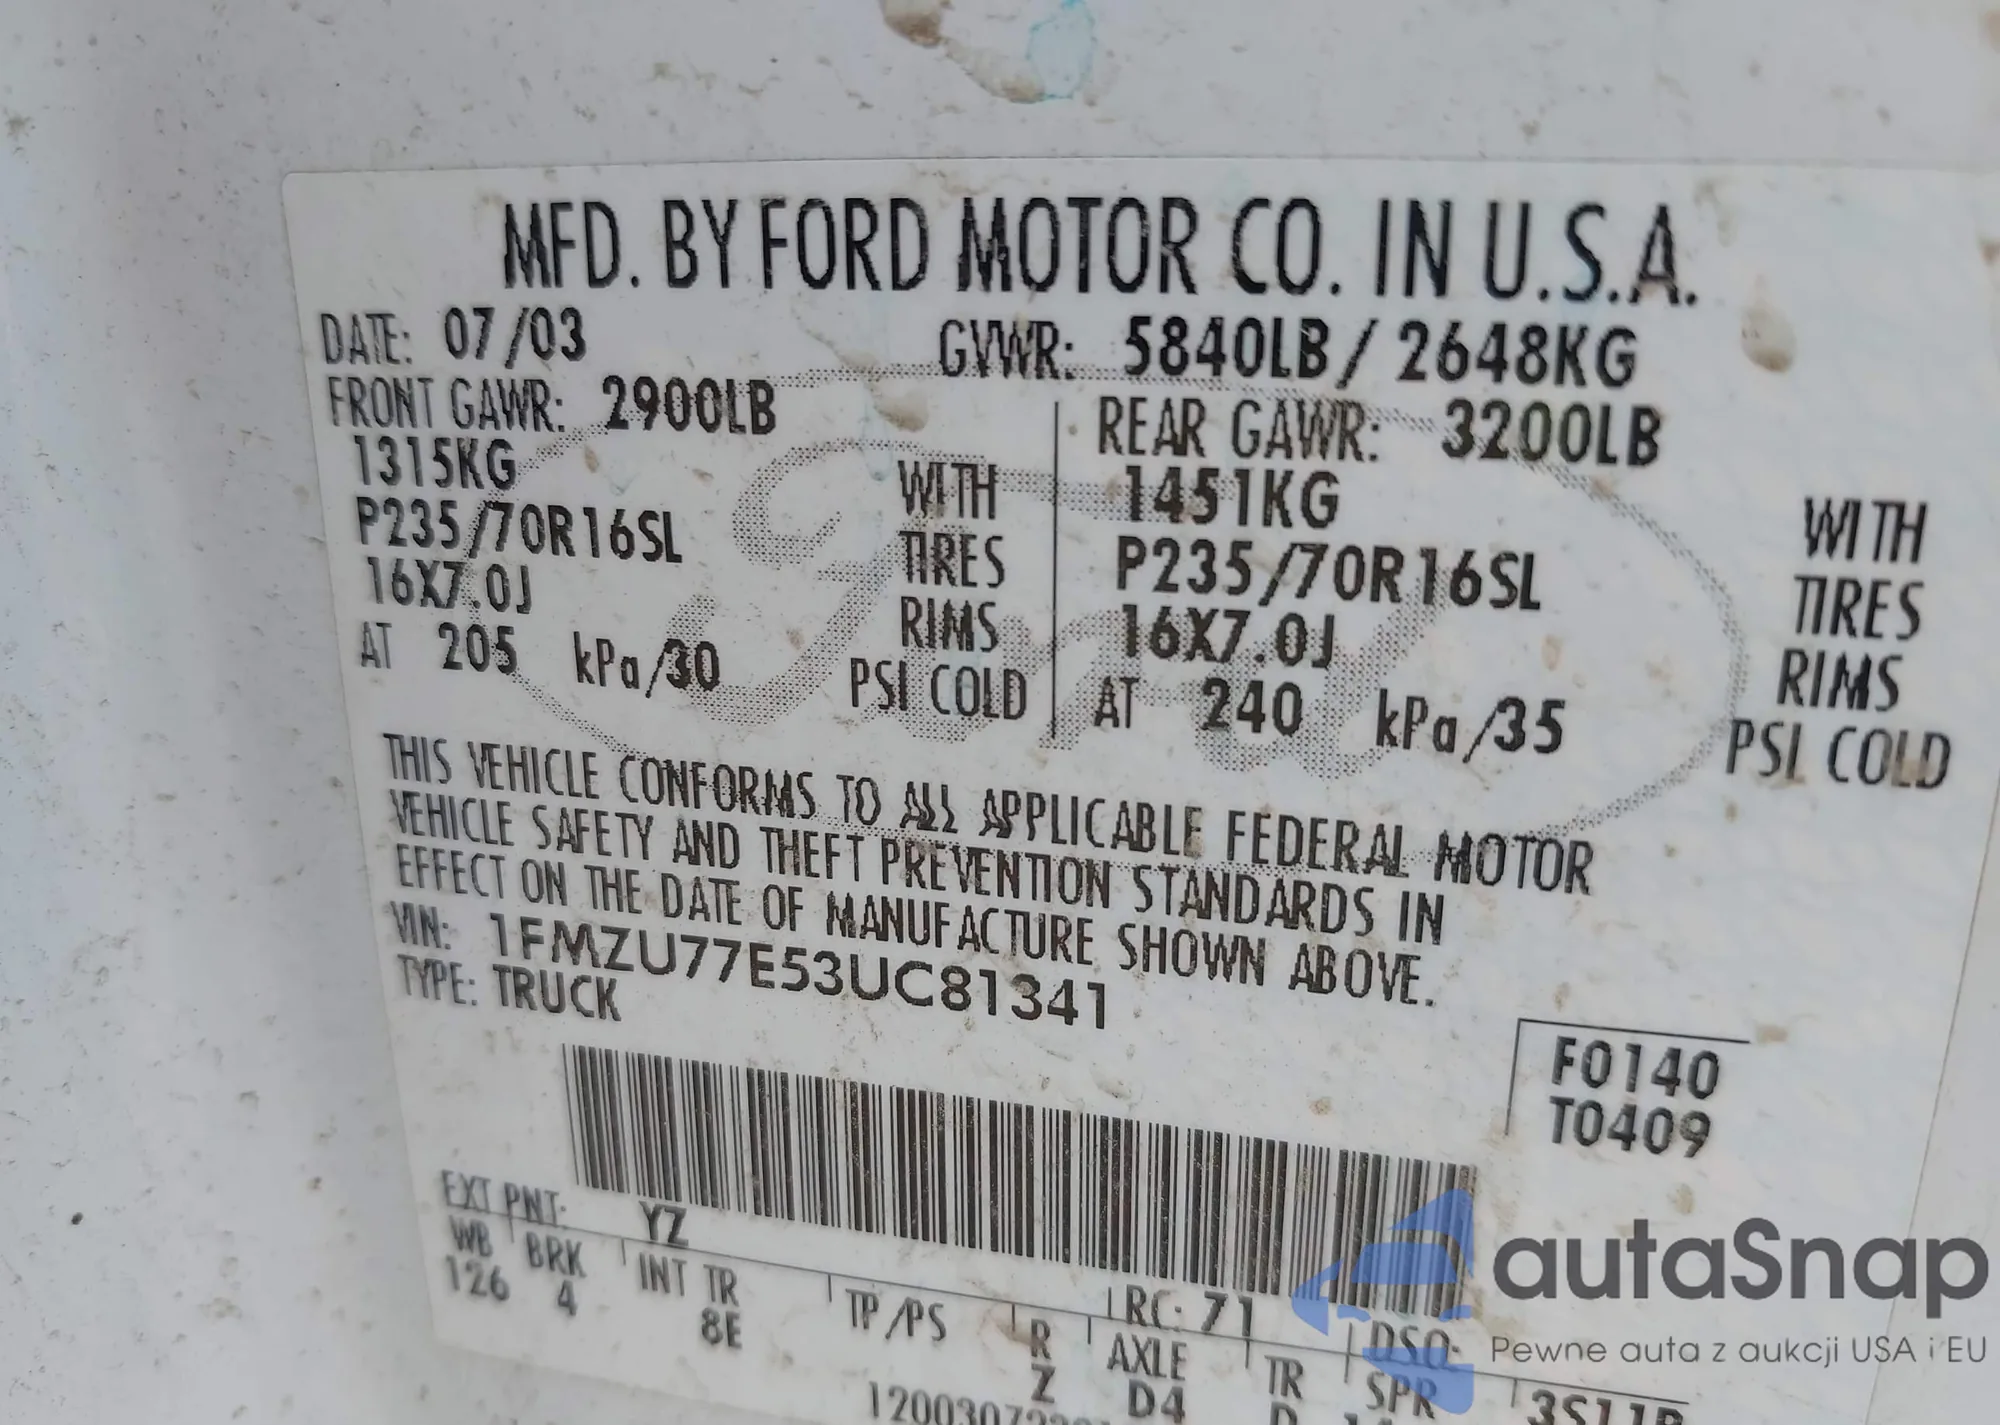 MFD. BY FORD MOTOR CO. IN U.S.A.
DATE: 07/03 GVWR: 5840LB / 2648KG
FRONT GAWR: 2900LB REAR GAWR: 3200LB
1315KG WITH 1451KG WITH
P235/70R16SL TIRES P235/70R16SL TIRES
16X7.0J RIMS 16X7.0J RIMS
AT 205 kPa/30 PSI COLD AT 240 kPa/35 PSI COLD
THIS VEHICLE CONFORMS TO ALL APPLICABLE FEDERAL MOTOR
VEHICLE SAFETY AND THEFT PREVENTION STANDARDS IN
EFFECT ON THE DATE OF MANUFACTURE SHOWN ABOVE.
VIN: 1FMZU77E53UC81341
TYPE: TRUCK
F0140
T0409
EXT PNT: YZ RC: 71 DSO:
WB BRK INT TR TP/PS R AXLE TR SPR
126 4 8E Z D4
Ford
autaSnap
Pewne auta z aukcji USA i EU